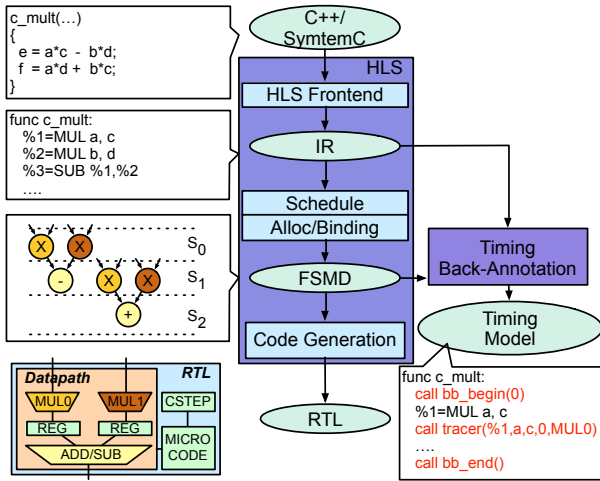 c_mult(...)
{
e = a*c - b*d;
f = a*d + b*c;
}
C++/
SymtemC
HLS
HLS Frontend
func c_mult:
%1=MUL a, c
%2=MUL b, d
%3=SUB %1,%2
....
IR
Schedule
Alloc/Binding
X
X
S0
-
X
X
S1
+
S2
FSMD
Timing
Back-Annotation
Code Generation
Timing
Model
Datapath
RTL
MUL0
MUL1
CSTEP
REG
REG
MICRO
CODE
ADD/SUB
RTL
func c_mult:
call bb_begin(0)
%1=MUL a, c
call tracer(%1,a,c,0,MUL0)
....
call bb_end()